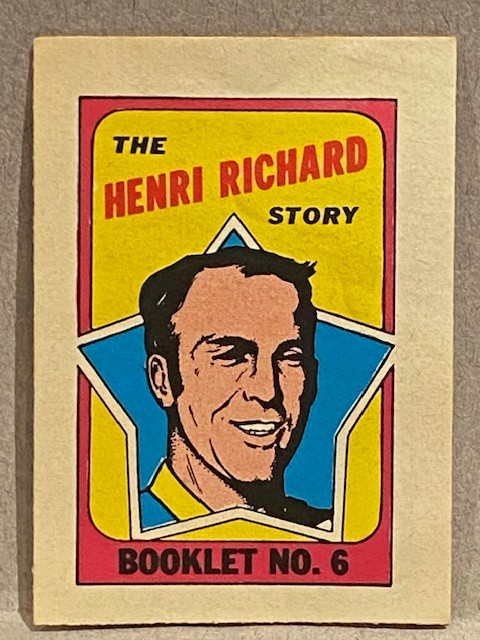 THE
HENRI RICHARD
STORY
BOOKLET NO. 6